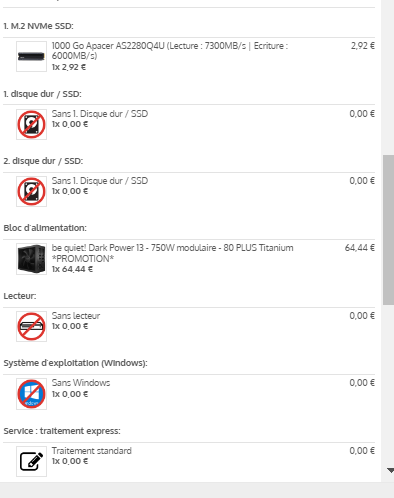 1. M.2 NVMe SSD:
1000 Go Apacer AS2280Q4U (Lecture : 7300MB/s | Ecriture :
6000MB/s)
1x 2,92 €
2,92 €
1. disque dur / SSD:
Sans 1. Disque dur / SSD
1x 0,00 €
0,00 €
2. disque dur / SSD:
Sans 1. Disque dur / SSD
1x 0,00 €
0,00 €
Bloc d'alimentation:
be quiet! Dark Power 13 - 750W modulaire - 80 PLUS Titanium
*PROMOTION*
1x 64,44 €
64,44 €
Lecteur:
Sans lecteur
1x 0,00 €
0,00 €
Système d'exploitation (Windows):
Sans Windows
1x 0,00 €
0,00 €
Service : traitement express:
Traitement standard
1x 0,00 €
0,00 €